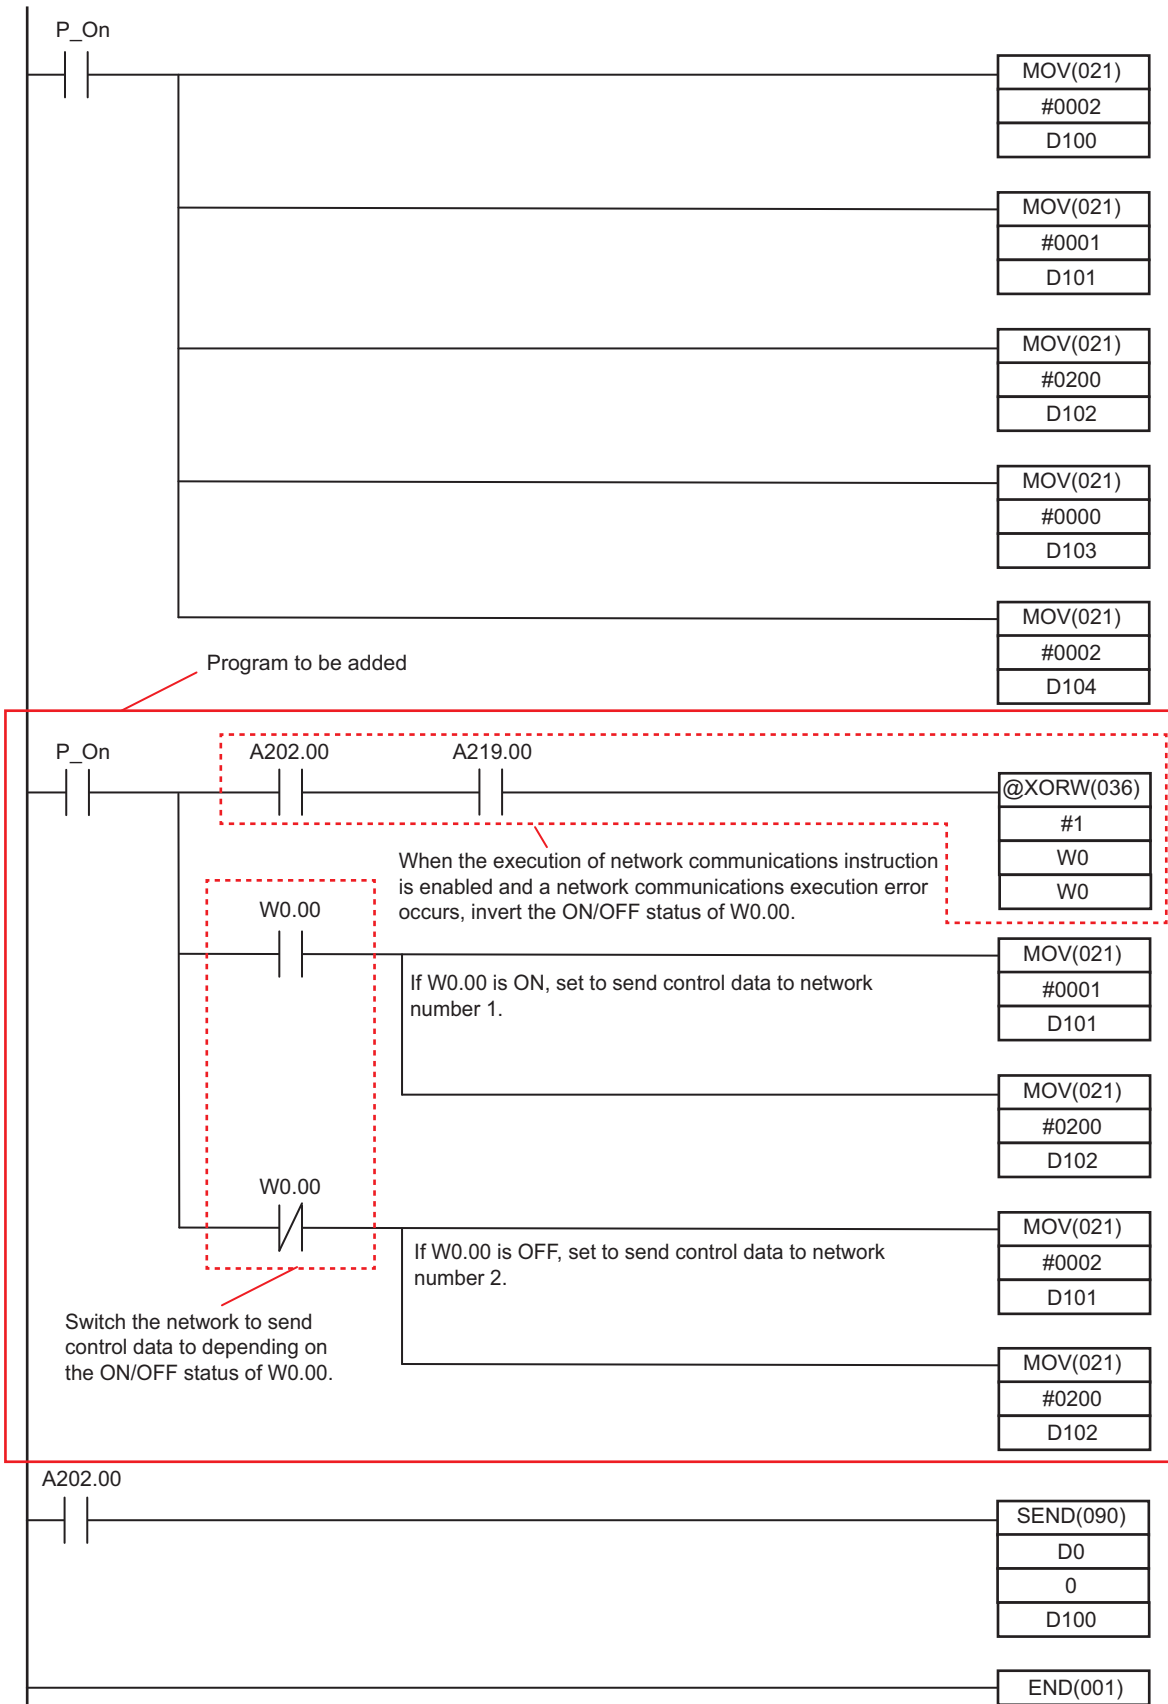 P_On
MOV(021)
#0002
D100
MOV(021)
#0001
D101
MOV(021)
#0200
D102
MOV(021)
#0000
D103
MOV(021)
#0002
D104
Program to be added
P_On
A202.00
A219.00
@XORW(036)
#1
W0
W0
When the execution of network communications instruction
is enabled and a network communications execution error
occurs, invert the ON/OFF status of W0.00.
W0.00
MOV(021)
#0001
D101
If W0.00 is ON, set to send control data to network
number 1.
MOV(021)
#0200
D102
W0.00
MOV(021)
#0002
D101
If W0.00 is OFF, set to send control data to network
number 2.
Switch the network to send
control data to depending on
the ON/OFF status of W0.00.
MOV(021)
#0200
D102
A202.00
SEND(090)
D0
0
D100
END(001)